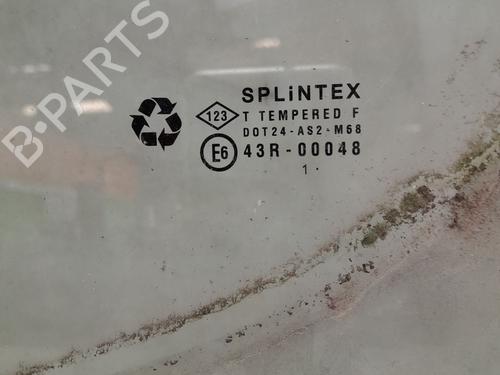 B-PARTS
SPLiNTEX
123 T TEMPERED F
DOT24-AS2-M68
E6 43R-00048
1.